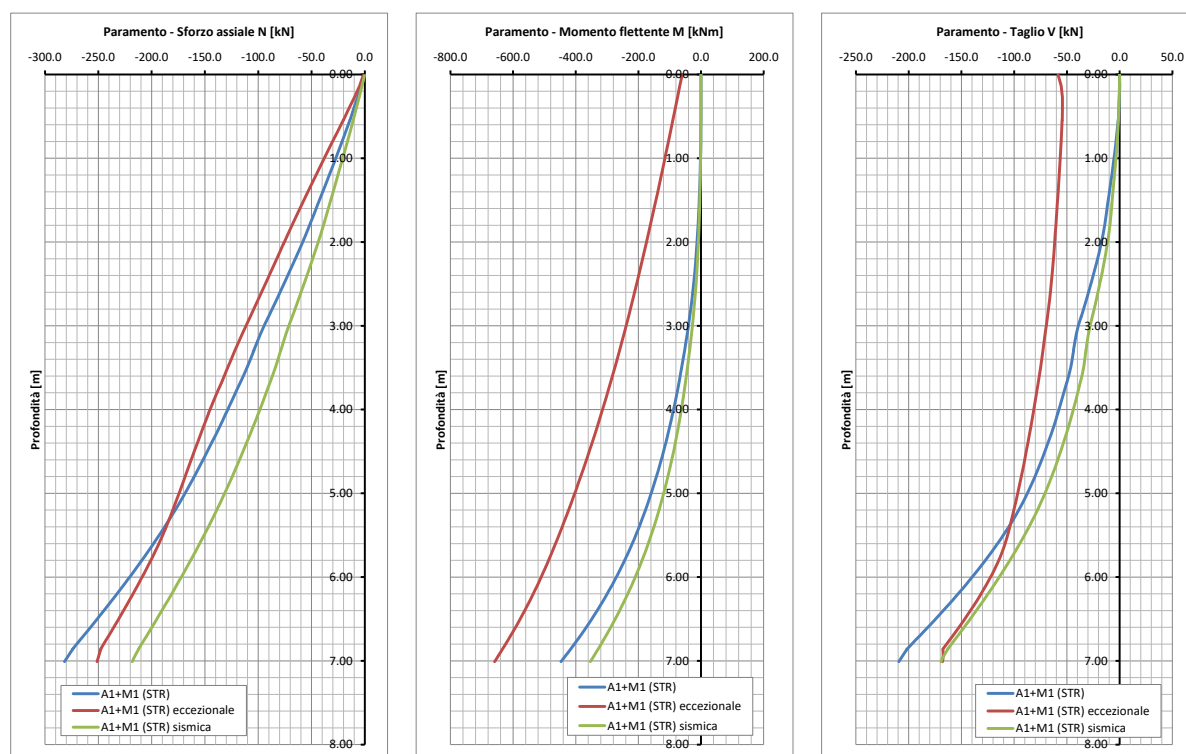 Paramento - Sforzo assiale N [kN]
-300.0 -250.0 -200.0 -150.0 -100.0 -50.0 0.0
0.00
1.00
2.00
3.00
4.00
5.00
6.00
7.00
8.00
Profondità [m]
A1+M1 (STR)
A1+M1 (STR) eccezionale
A1+M1 (STR) sismica
Paramento - Momento flettente M [kNm]
-800.0 -600.0 -400.0 -200.0 0.0 200.0
0.00
1.00
2.00
3.00
4.00
5.00
6.00
7.00
8.00
Profondità [m]
A1+M1 (STR)
A1+M1 (STR) eccezionale
A1+M1 (STR) sismica
Paramento - Taglio V [kN]
-250.0 -200.0 -150.0 -100.0 -50.0 0.0 50.0
0.00
1.00
2.00
3.00
4.00
5.00
6.00
7.00
8.00
Profondità [m]
A1+M1 (STR)
A1+M1 (STR) eccezionale
A1+M1 (STR) sismica